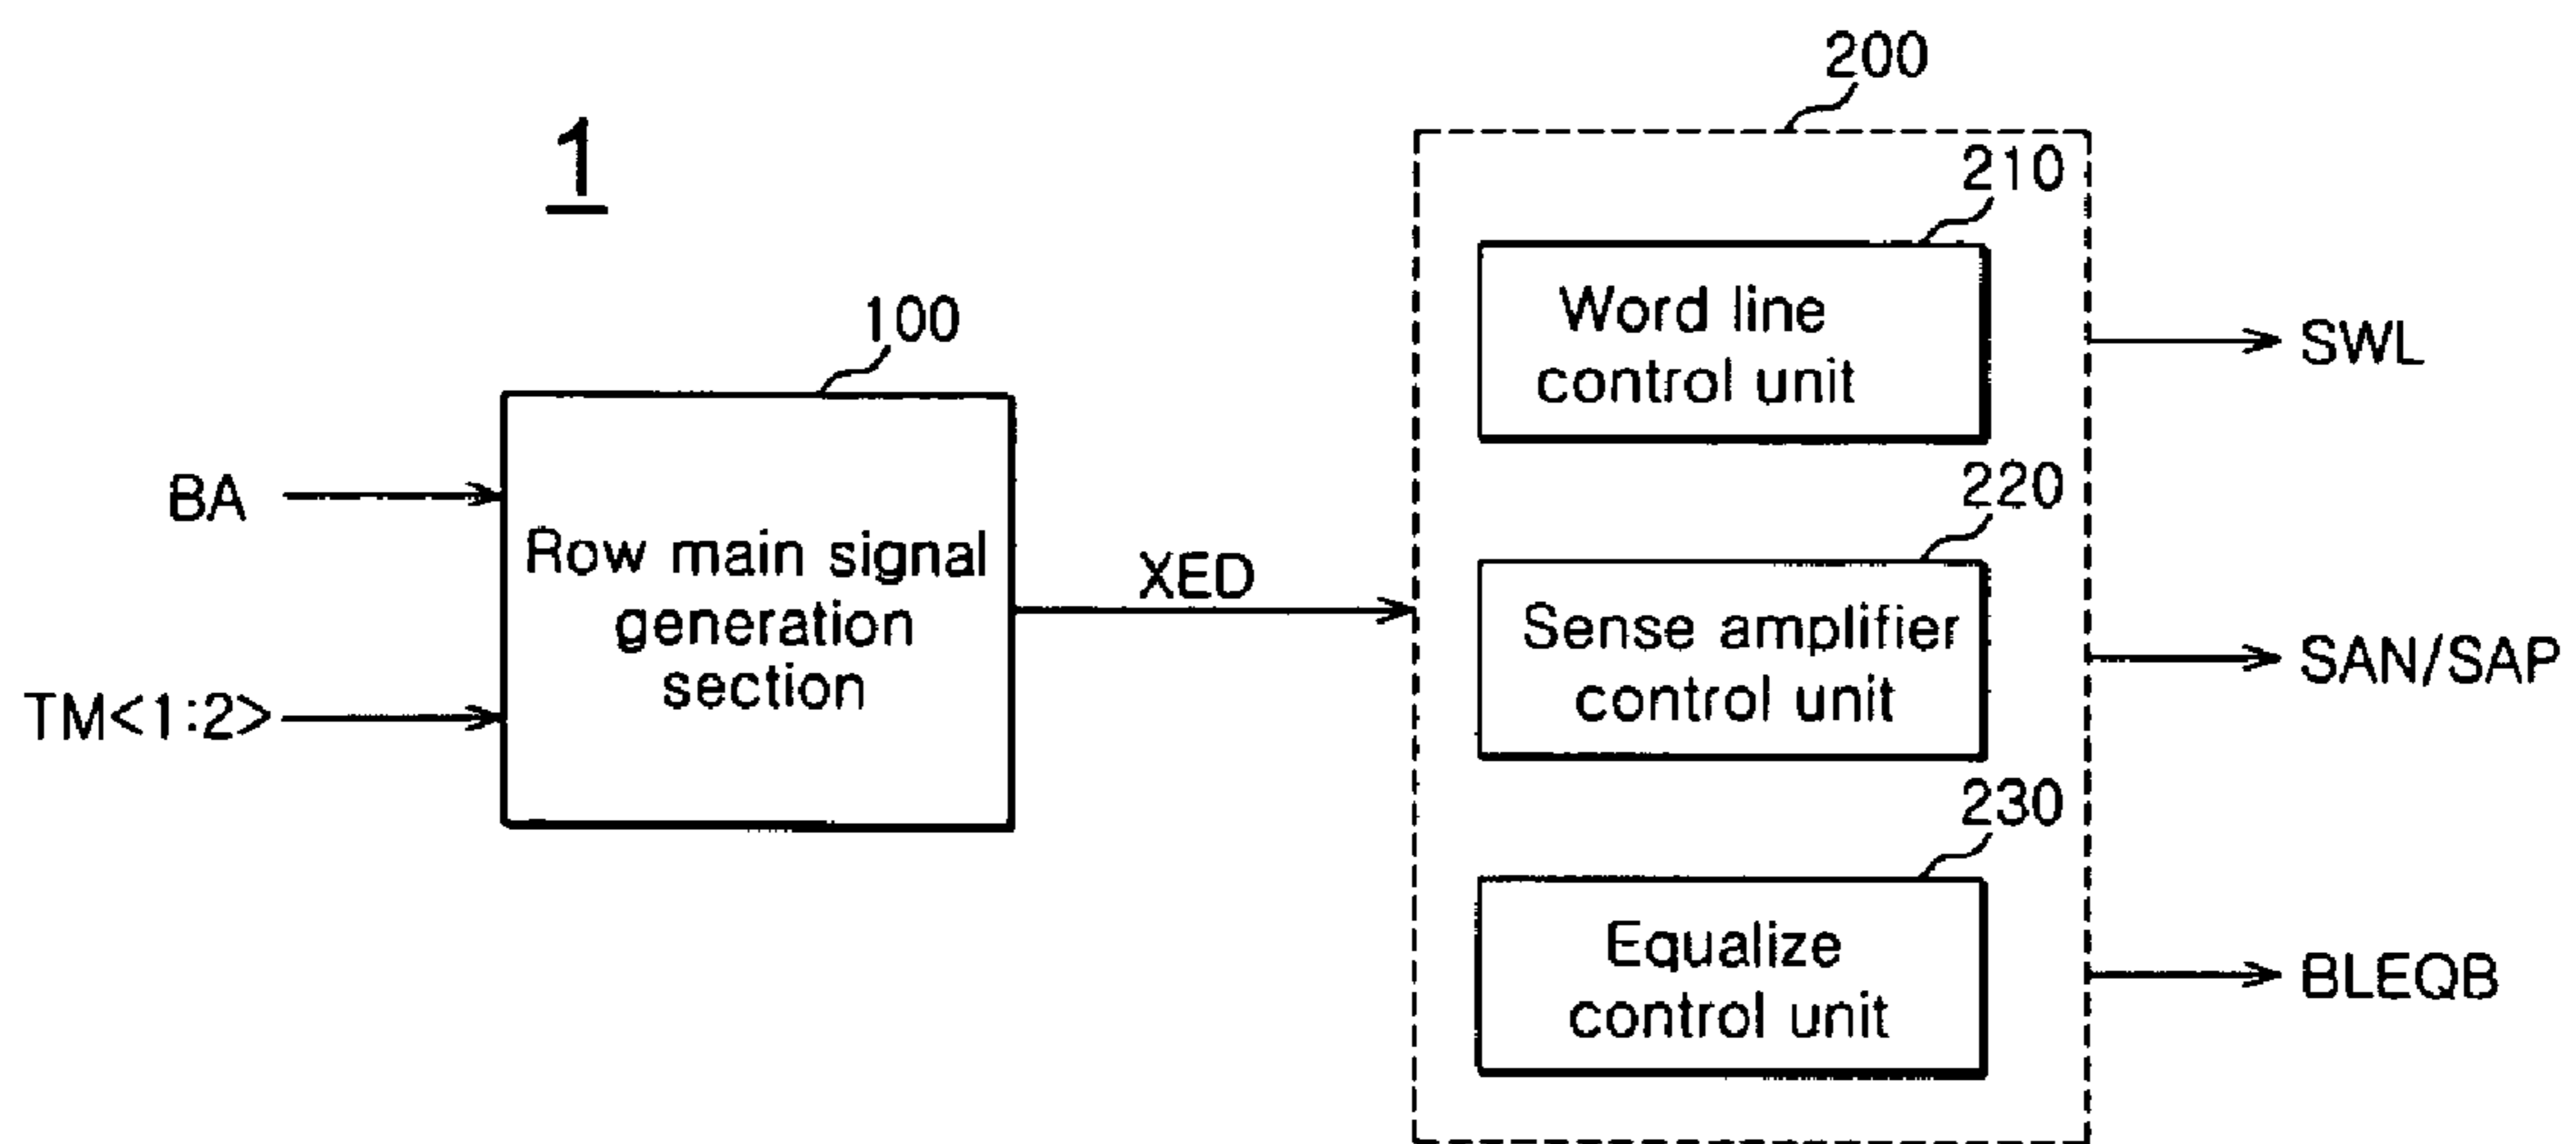 1
100
BA
TM<1:2>
Row main signal
generation
section
XED
200
210
Word line
control unit
220
Sense amplifier
control unit
230
Equalize
control unit
SWL
SAN/SAP
BLEQB